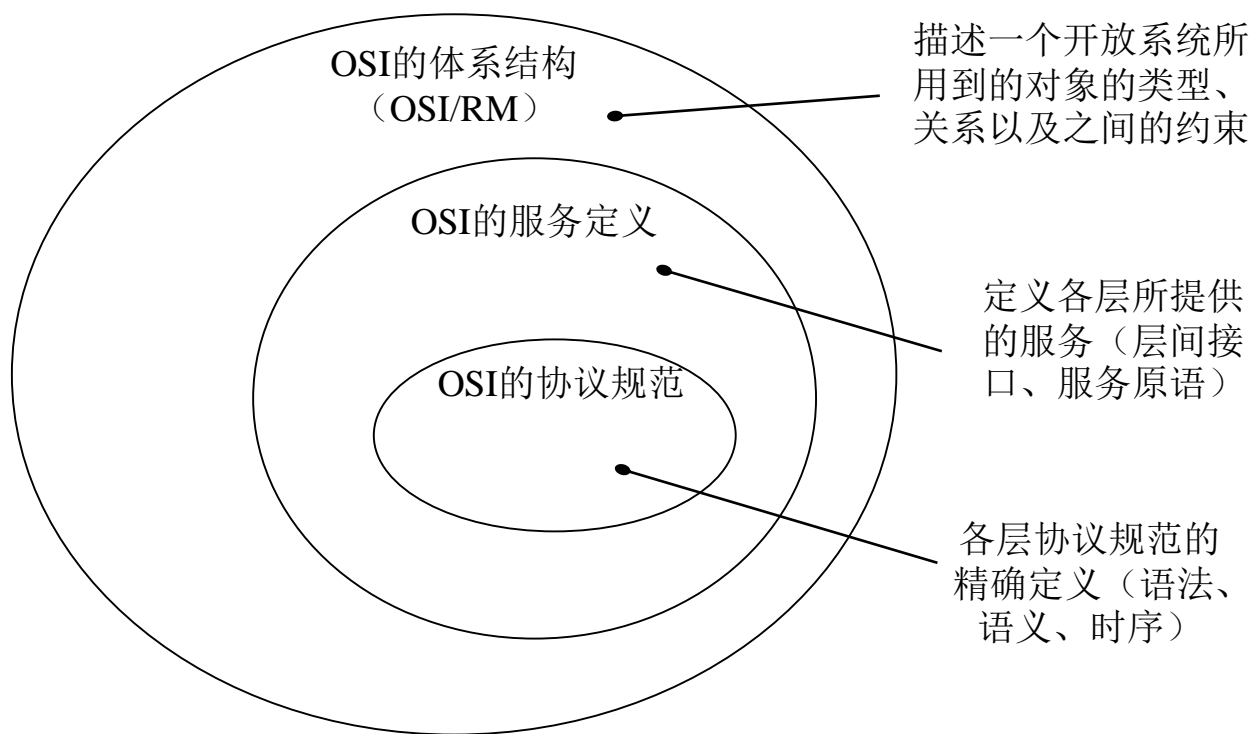 OSI的体系结构
（OSI/RM）
描述一个开放系统所
用到的对象的类型、
关系以及之间的约束
OSI的服务定义
定义各层所提供
的服务（层间接
口、服务原语）
OSI的协议规范
各层协议规范的
精确定义（语法、
语义、时序）